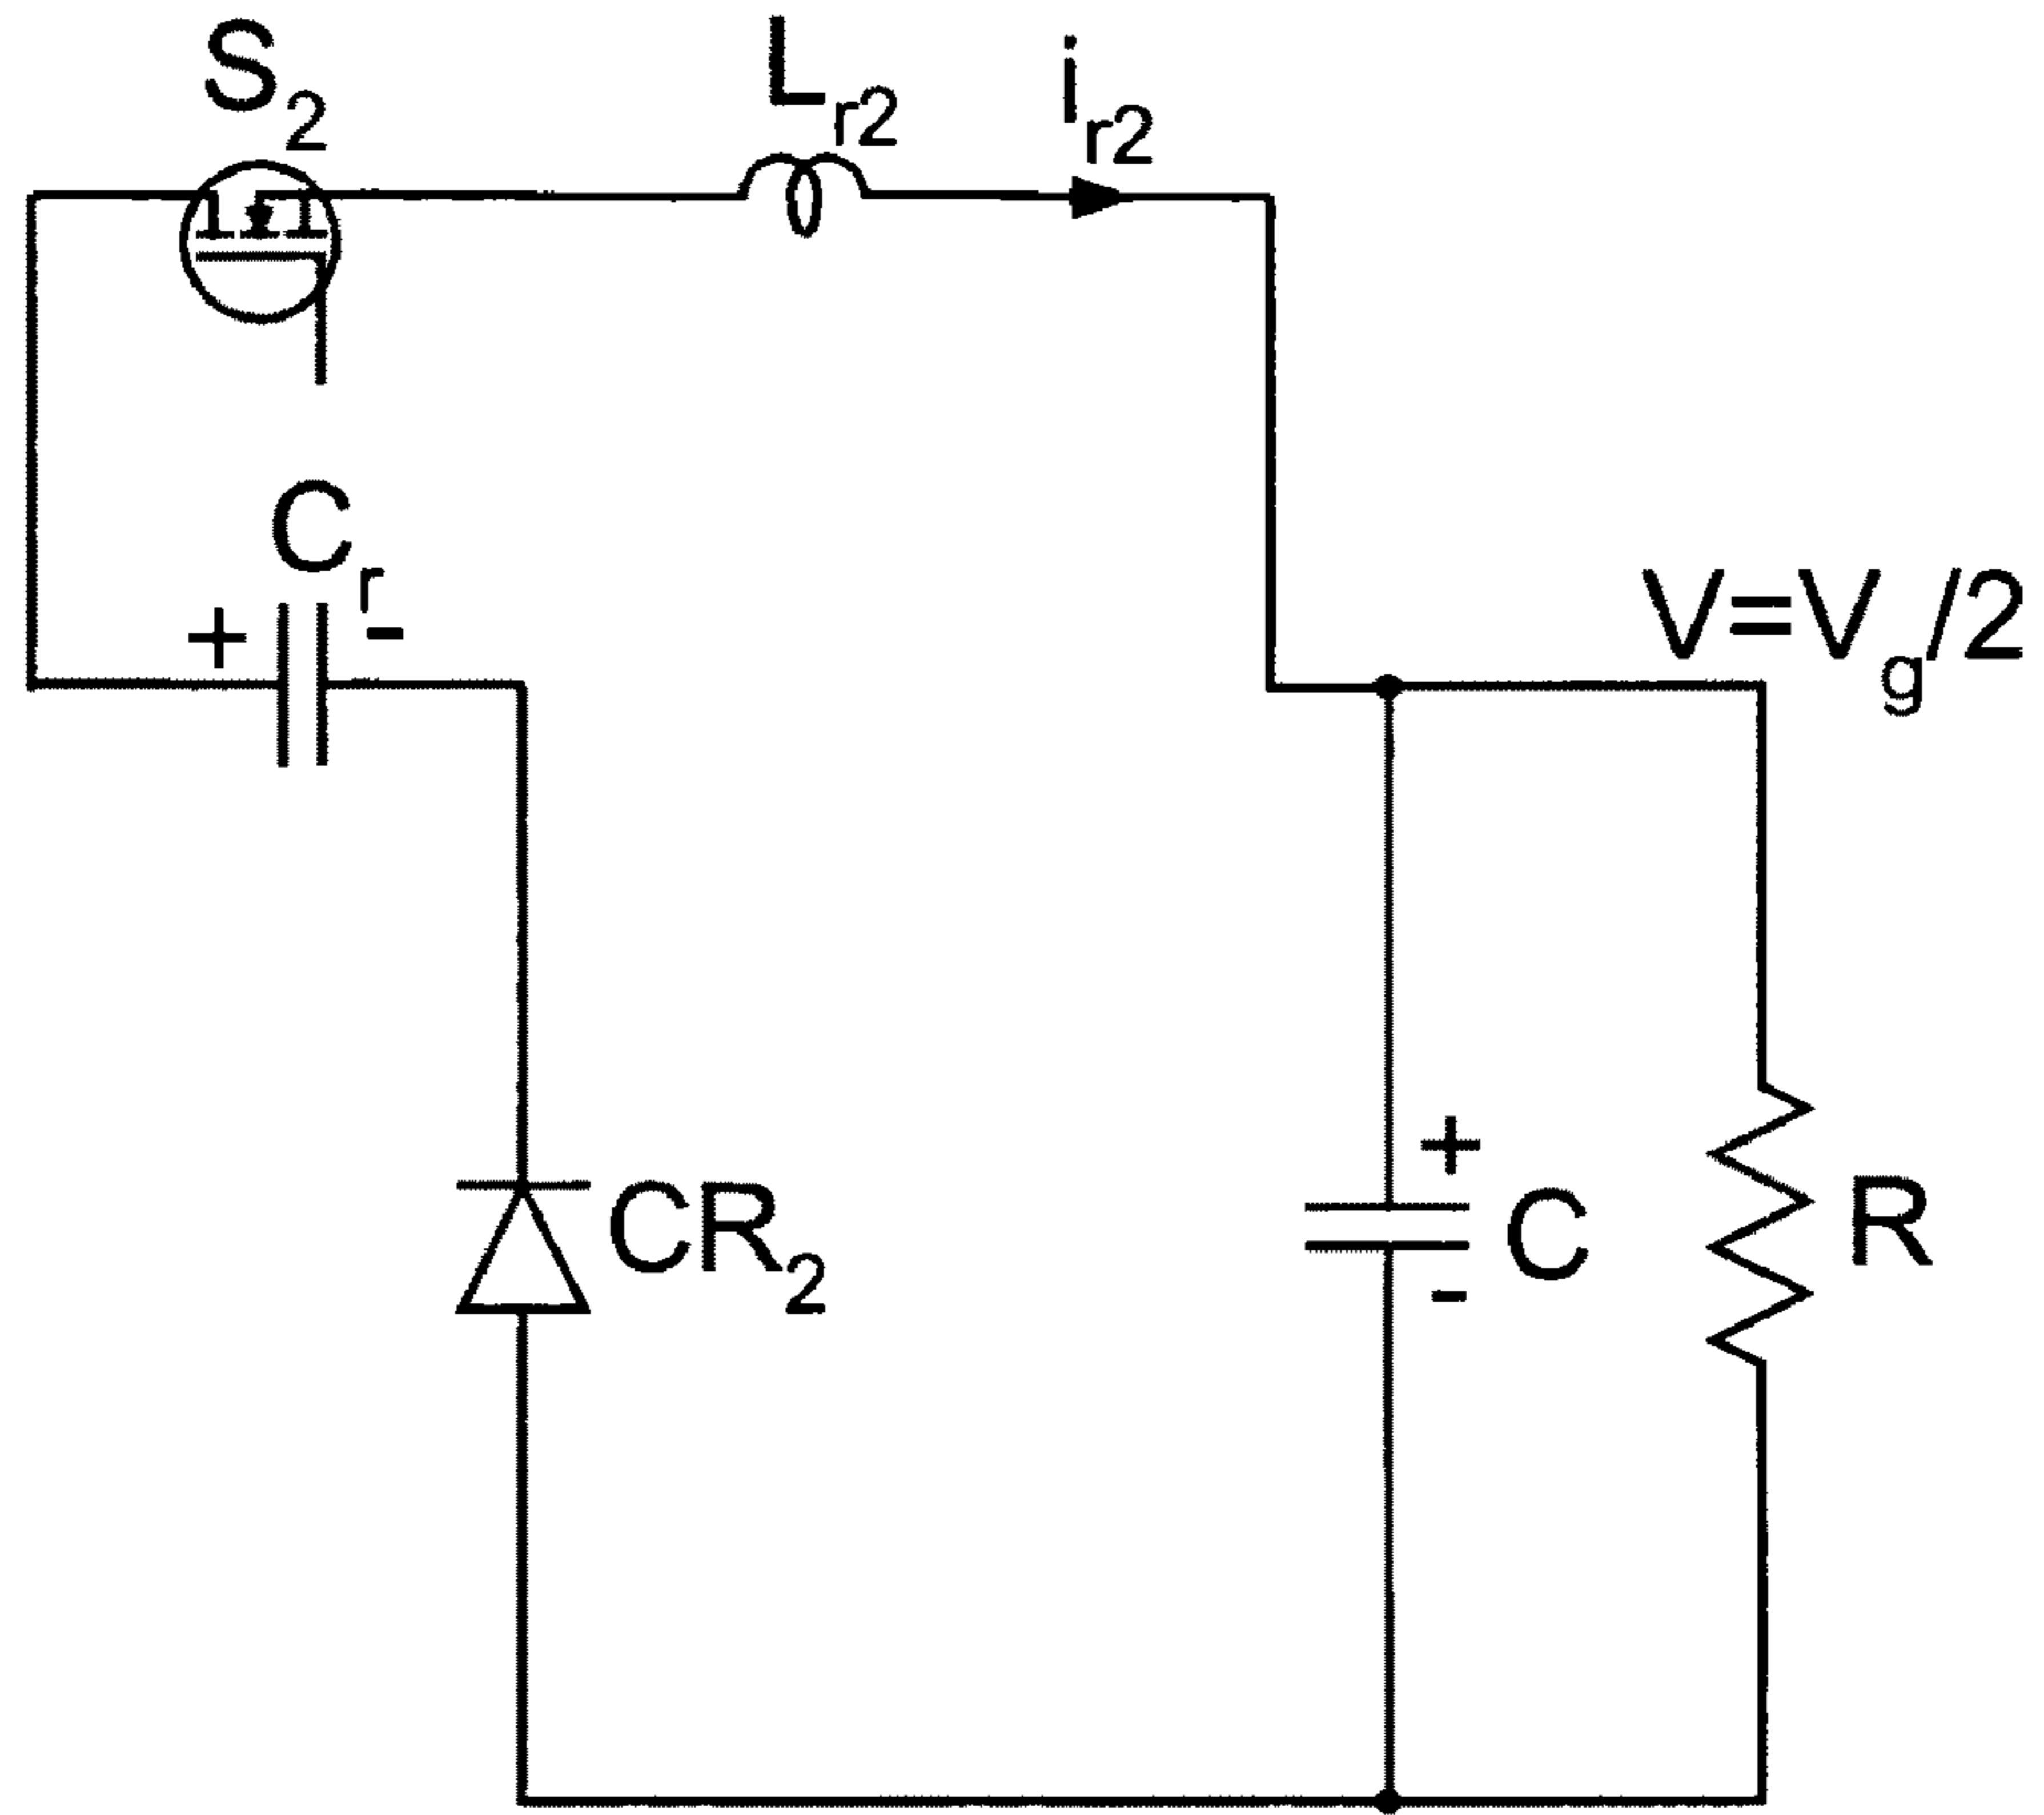 S2 Lr2 ir2
Cr
+ -
V=Vg/2
+
CR2 C R
-